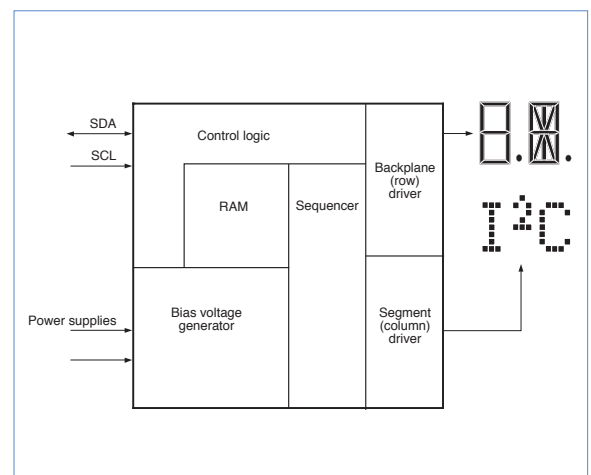 SDA
SCL
Control logic
RAM
Sequencer
Backplane
(row)
driver
Power supplies
Bias voltage
generator
Segment
(column)
driver
I²C